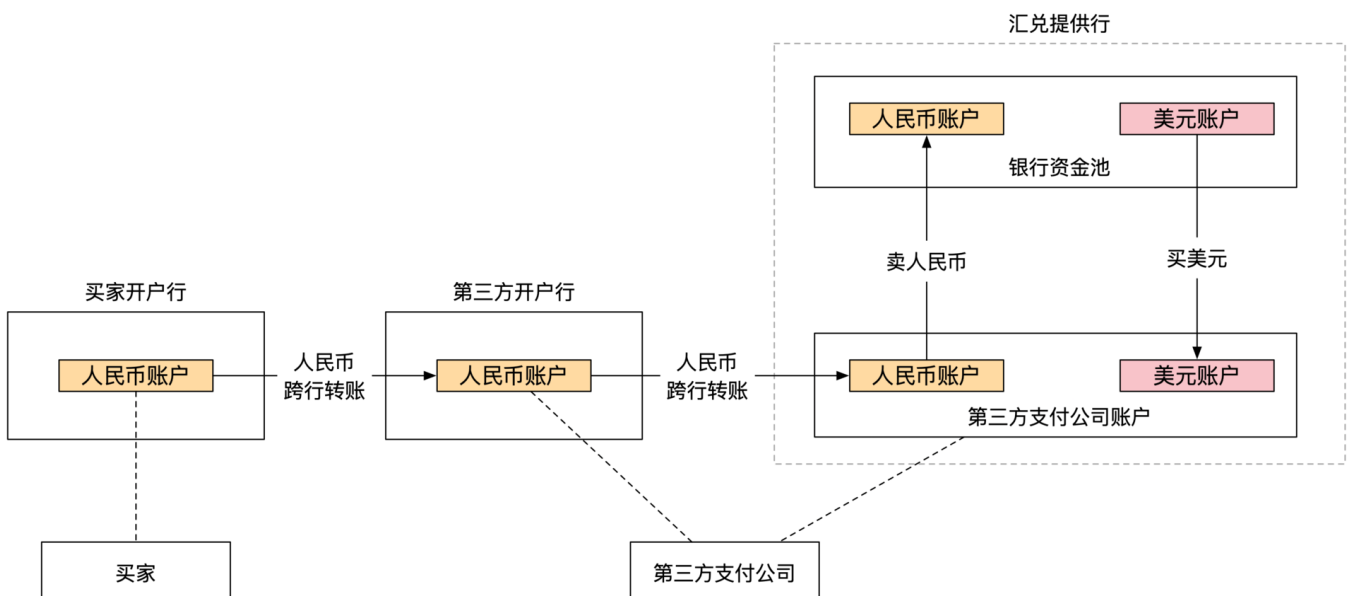 汇兑提供行
人民币账户
美元账户
银行资金池
卖人民币
买美元
买家开户行
第三方开户行
人民币账户
人民币
跨行转账
人民币账户
人民币
跨行转账
人民币账户
美元账户
第三方支付公司账户
买家
第三方支付公司